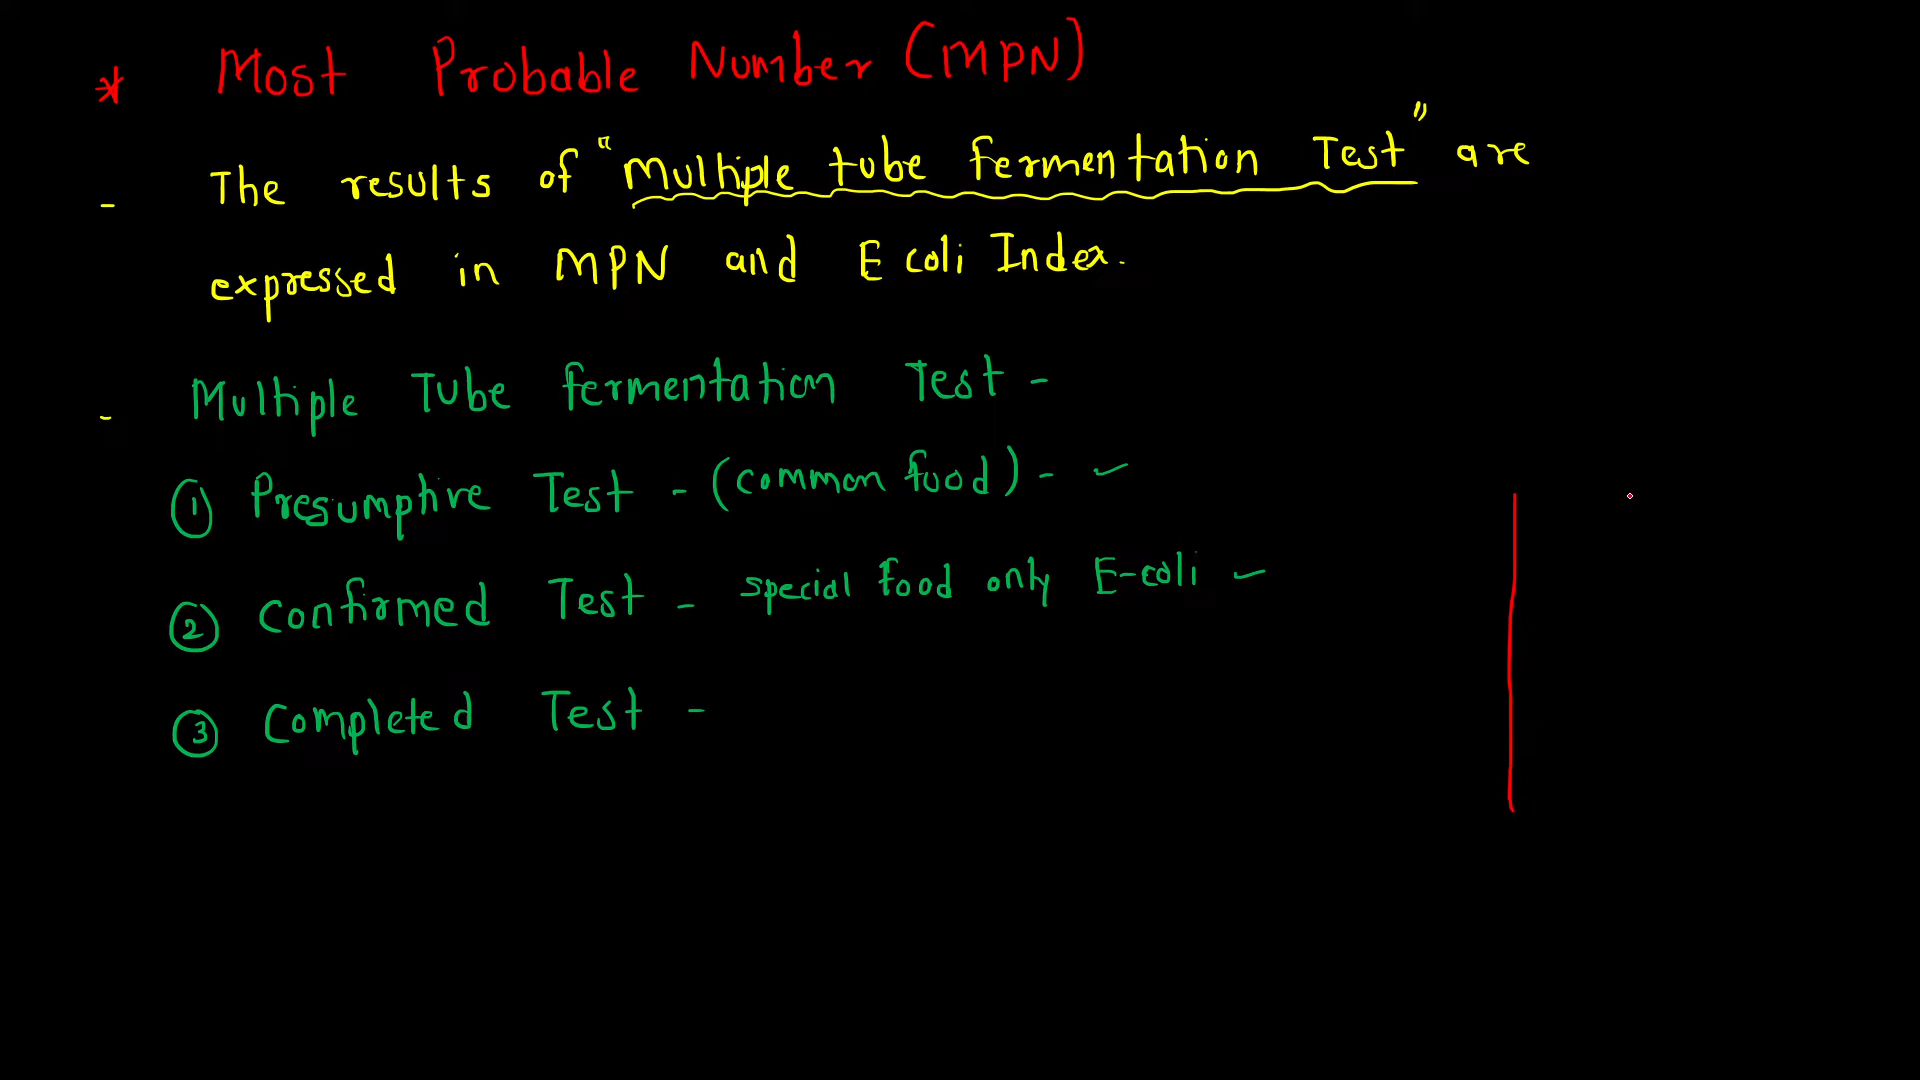 * Most Probable Number (MPN)
- The results of "Multiple tube fermentation Test" are
expressed in MPN and E coli Index.
- Multiple Tube fermentation Test -
① Presumptive Test - (common food) - ✓
② Confirmed Test - special food only E-coli ✓
③ Completed Test -